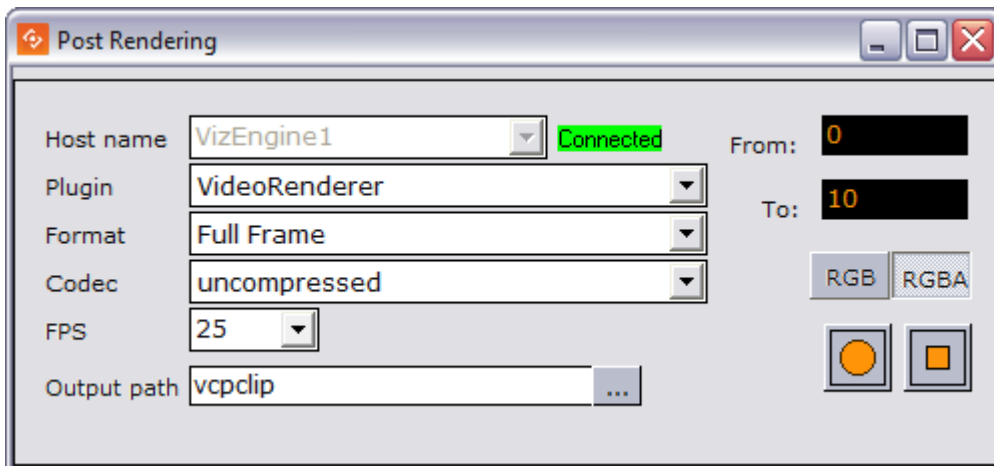 Post Rendering
Host name VizEngine1 Connected From: 0
Plugin VideoRenderer To: 10
Format Full Frame
Codec uncompressed RGB RGBA
FPS 25
Output path vcpclip ...